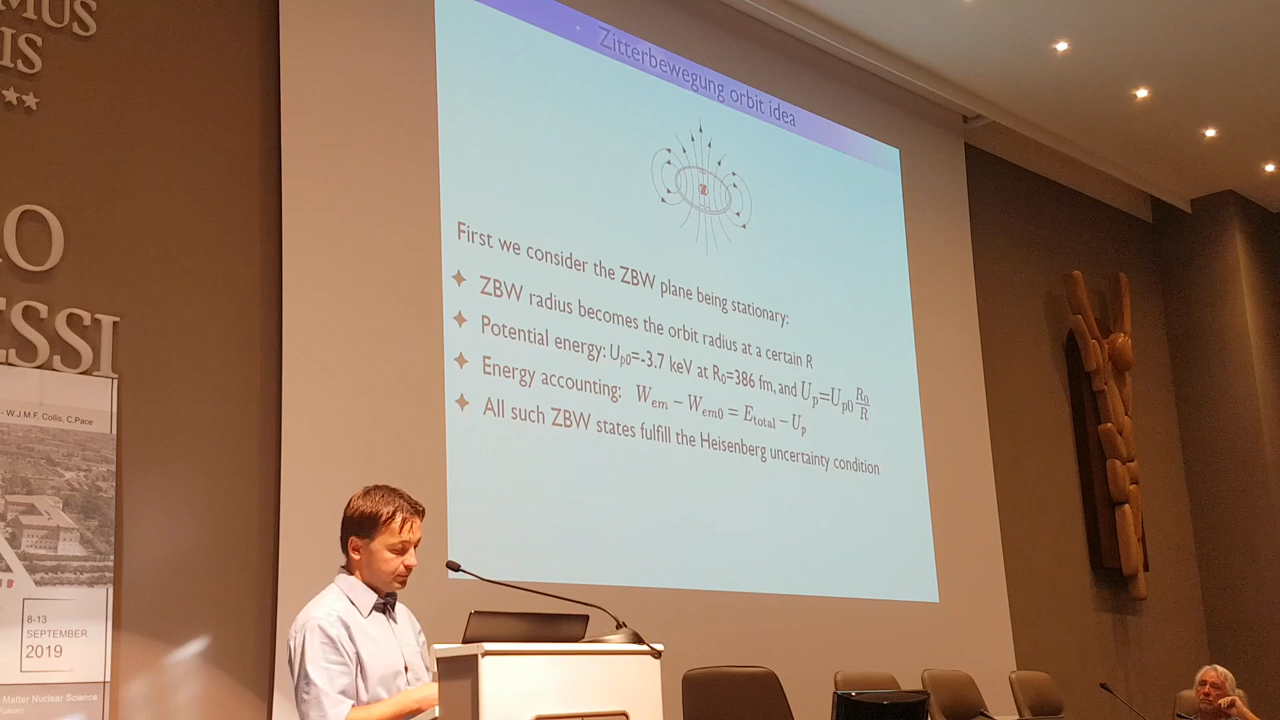 MUS
IS
O
ESSI
- W.J.M.F. Collis, C.Pace
8-13
SEPTEMBER
2019
Matter Nuclear Science
Zitterbewegung orbit idea
First we consider the ZBW plane being stationary:
✦ ZBW radius becomes the orbit radius at a certain R
✦ Potential energy: Uₚ₀=-3.7 keV at R₀=386 fm, and Uₚ=Uₚ₀ R₀/R
✦ Energy accounting: Wₑₘ − Wₑₘ₀ = Eₜₒₜₐₗ − Uₚ
✦ All such ZBW states fulfill the Heisenberg uncertainty condition